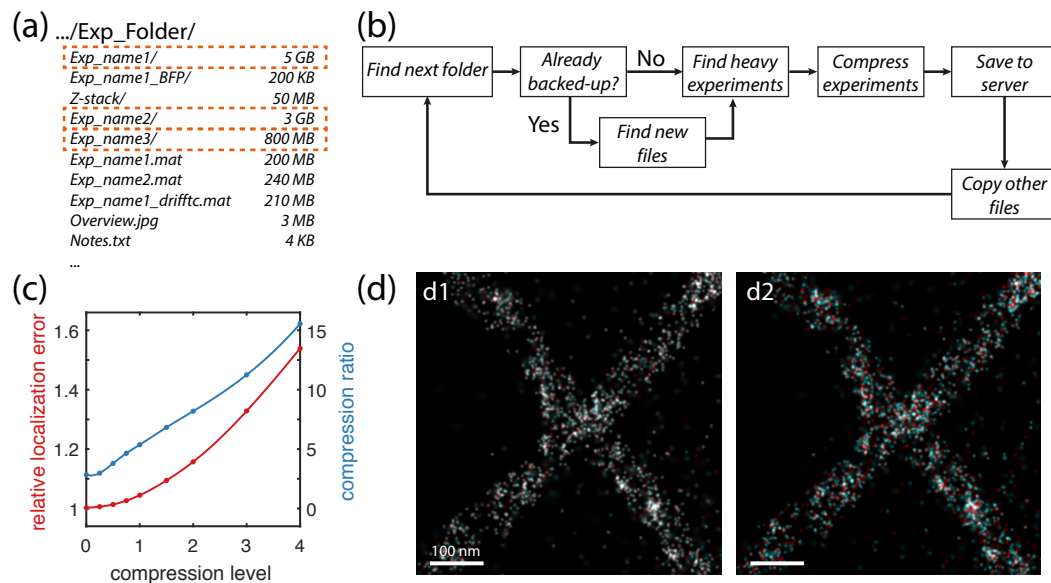 (a)
.../Exp_Folder/
Exp_name1/ 5 GB
Exp_name1_BFP/ 200 KB
Z-stack/ 50 MB
Exp_name2/ 3 GB
Exp_name3/ 800 MB
Exp_name1.mat 200 MB
Exp_name2.mat 240 MB
Exp_name1_drifftc.mat 210 MB
Overview.jpg 3 MB
Notes.txt 4 KB
...
(b)
Find next folder
Already
backed-up?
No
Yes
Find new
files
Find heavy
experiments
Compress
experiments
Save to
server
Copy other
files
(c)
relative localization error
1.6
1.4
1.2
1
0 1 2 3 4
compression level
15
10
5
0
compression ratio
(d)
d1
100 nm
d2